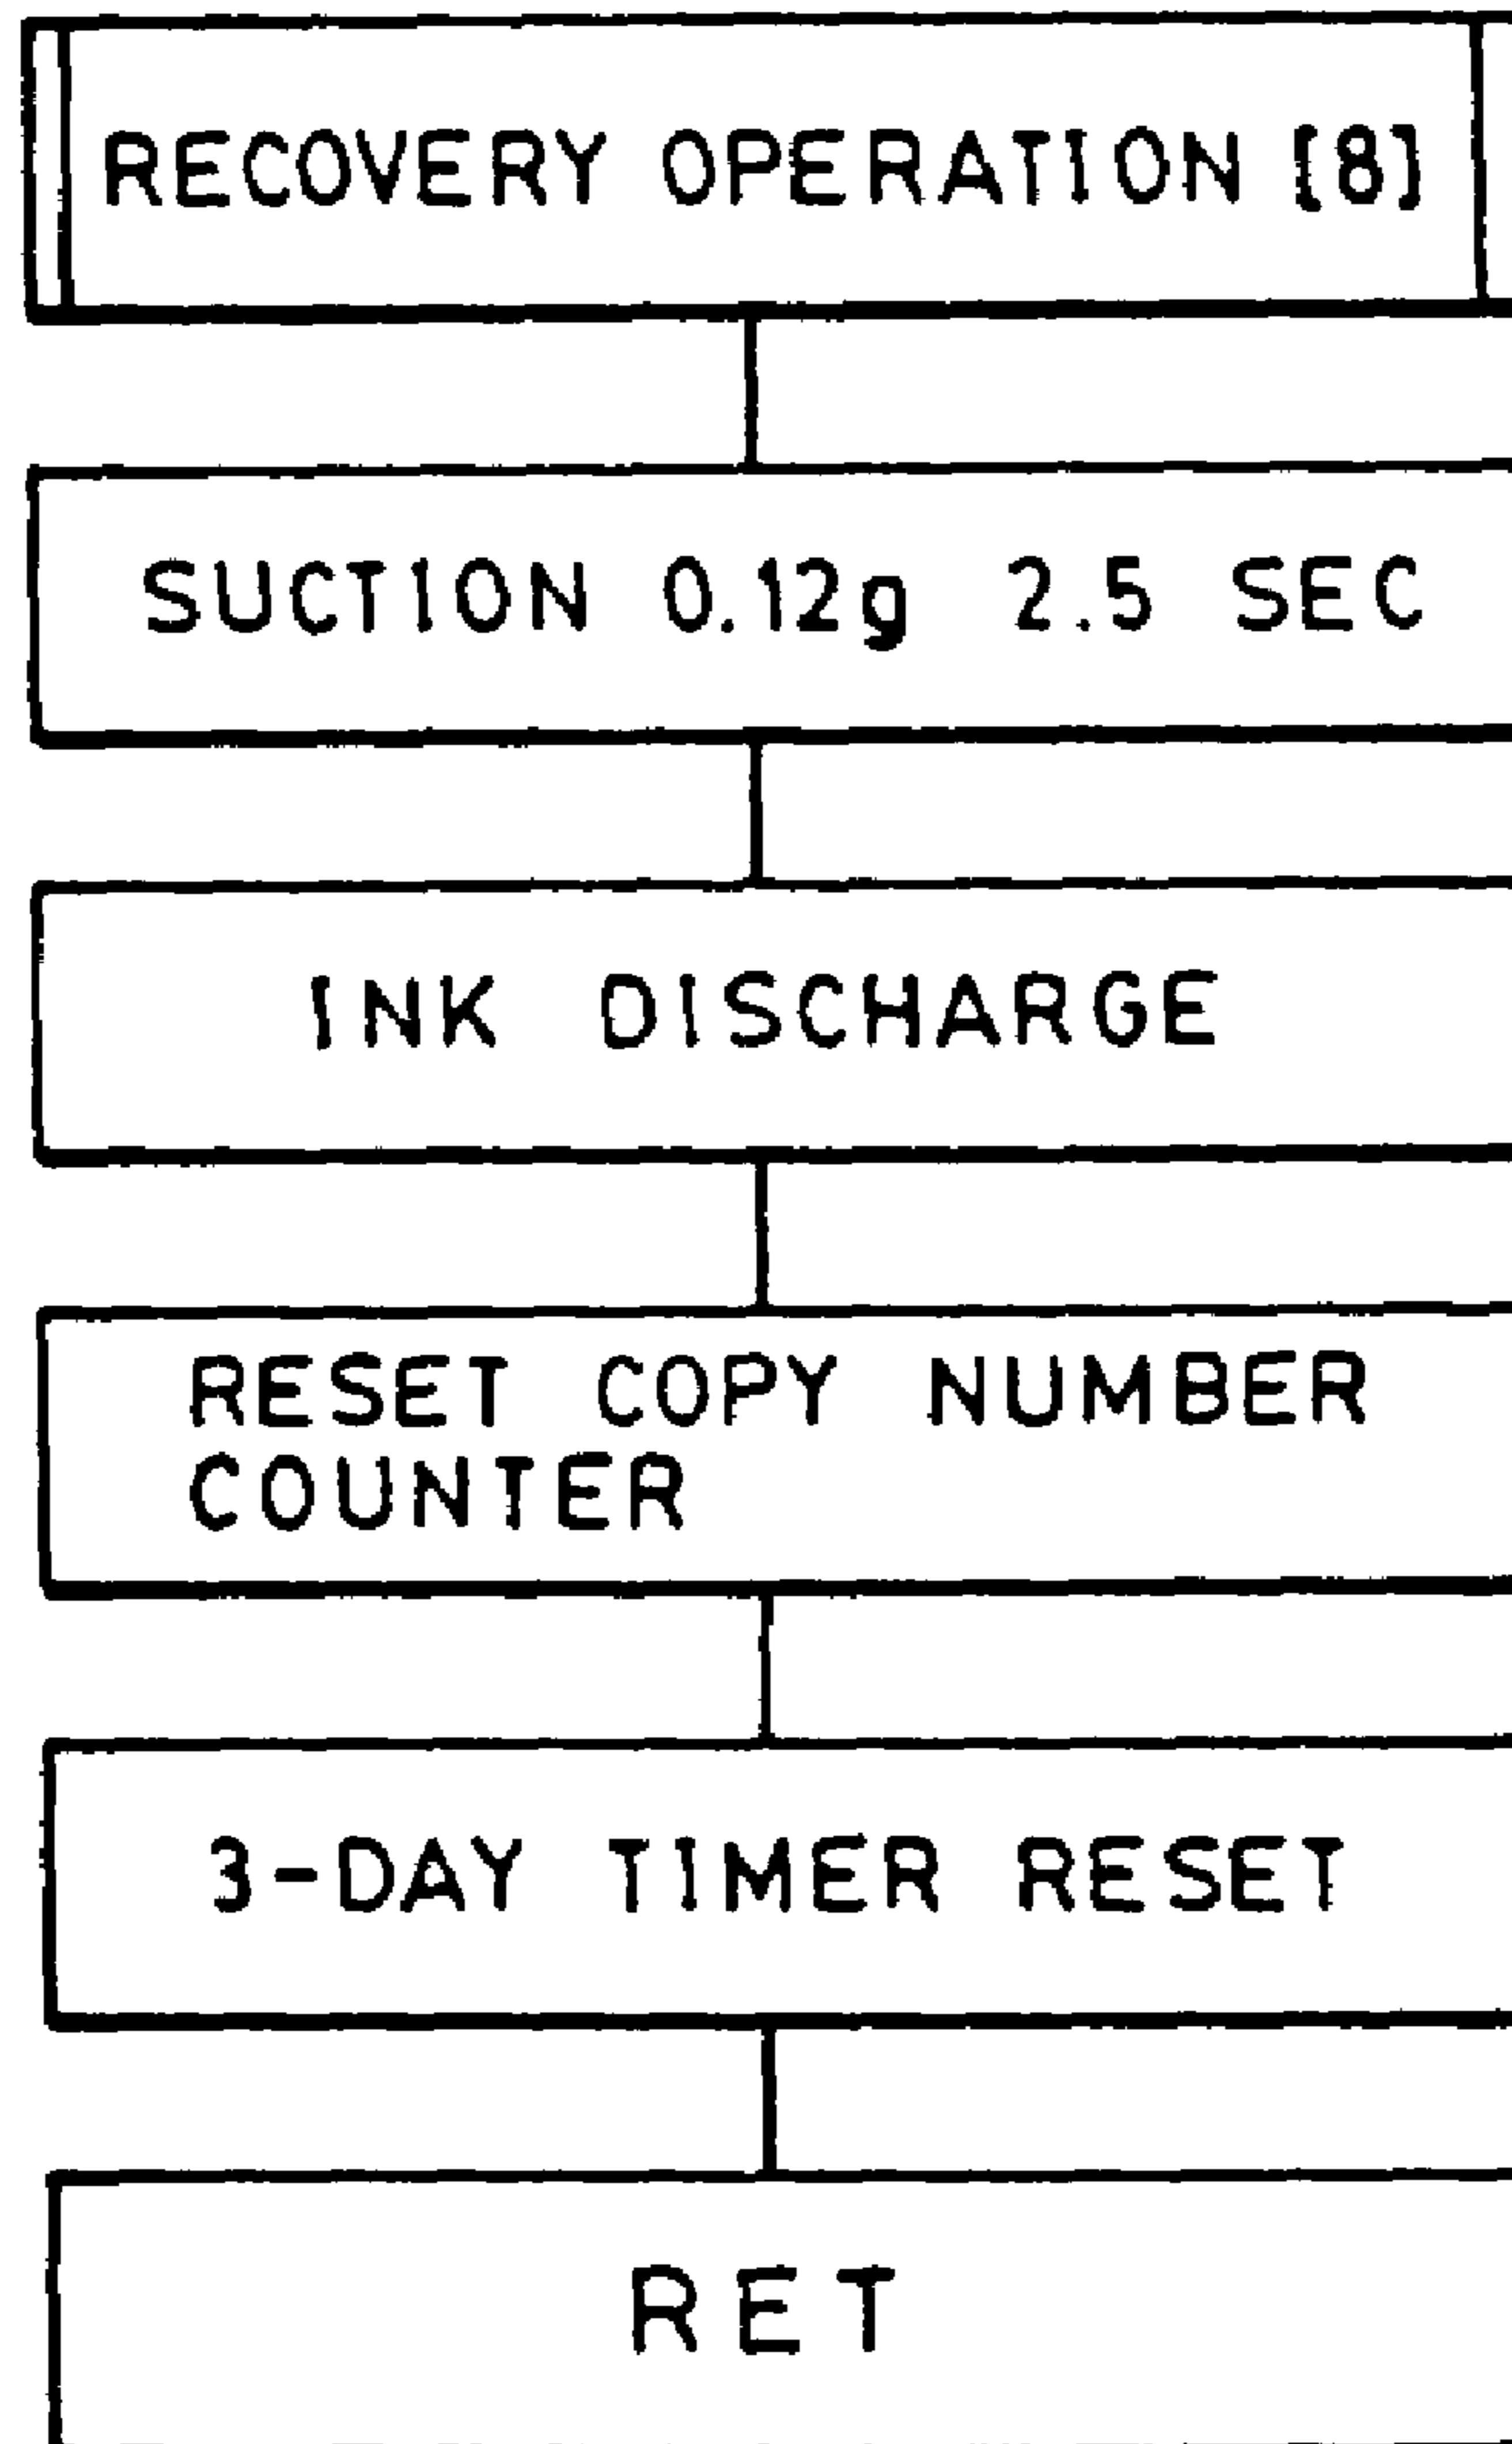 RECOVERY OPERATION [8]
SUCTION 0.12g 2.5 SEC
INK DISCHARGE
RESET COPY NUMBER
COUNTER
3-DAY TIMER RESET
RET